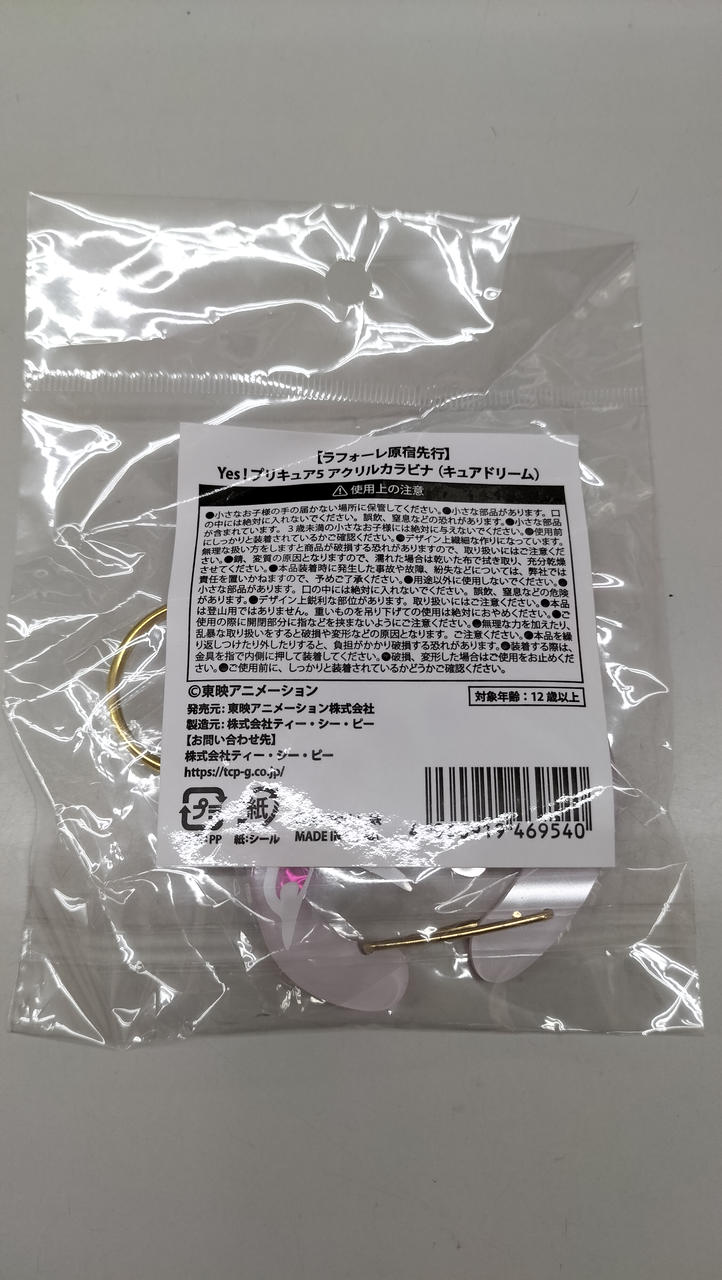 【ラフォーレ原宿先行】
Yes！プリキュア5 アクリルカラビナ（キュアドリーム）
使用上の注意
●小さなお子様の手の届かない場所に保管してください。●小さな部品があります。口
の中には絶対に入れないでください。誤飲、窒息などの恐れがあります。●小さな部品
が含まれています。3歳未満の小さなお子様には絶対に与えないでください。●使用前
にしっかりと装着されているかご確認ください。●デザイン上繊細な作りになっています。
無理な扱い方をしますと商品が破損する恐れがありますので、取り扱いにはご注意くだ
さい。●錆、変質の原因となりますので、濡れた場合は乾いた布で拭き取り、充分乾燥
させてください。●本品装着時に発生した事故や故障、紛失などについては、弊社では
責任を置いかねますので、予めご了承ください。●用途以外に使用しないでください。●
小さな部品があります。口の中には絶対に入れないでください。誤飲、窒息などの危険
があります。●デザイン上鋭利な部位があります。取り扱いにはご注意ください。●本品
は登山用ではありません。重いものを吊り下げての使用は絶対におやめください。●ご
使用の際に開閉部分に指などを挟まないようにご注意ください。●無理な力を加えたり、
乱暴な取り扱いをすると破損や変形などの原因となります。ご注意ください。●本品を繰
り返しつけたり外したりすると、負担がかかり破損する恐れがあります。●装着する際は、
金具を指で内側に押して装着してください。●破損、変形した場合はご使用をお止めくだ
さい。●ご使用前に、しっかりと装着されているかどうかご確認ください。
©東映アニメーション
対象年齢：12歳以上
発売元：東映アニメーション株式会社
製造元：株式会社ティー・シー・ピー
【お問い合わせ先】
株式会社ティー・シー・ピー
https://tcp-g.co.jp/
プラ
紙
:PP
紙:シール
MADE IN
469540